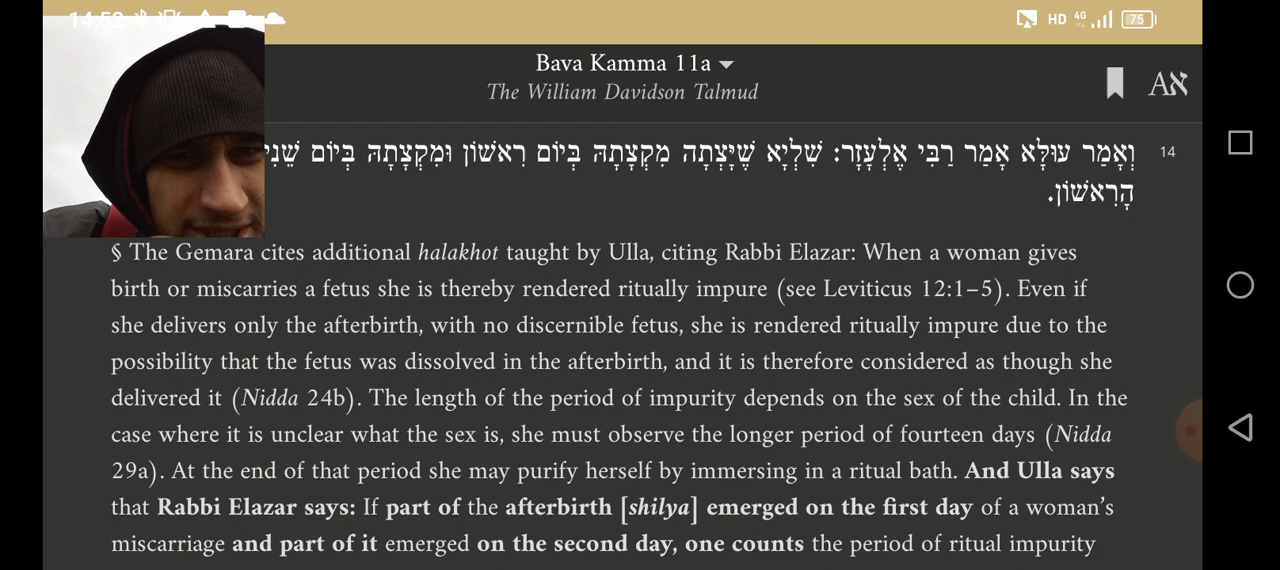 14:52
HD 4G 75
Bava Kamma 11a
The William Davidson Talmud
Aא
14
וְאָמַר עוּלָּא אָמַר רַבִּי אֶלְעָזָר: שִׁלְיָא שֶׁיָּצְתָה מִקְצָתָהּ בְּיוֹם רִאשׁוֹן וּמִקְצָתָהּ בְּיוֹם שֵׁנִי
הָרִאשׁוֹן.
§ The Gemara cites additional halakhot taught by Ulla, citing Rabbi Elazar: When a woman gives
birth or miscarries a fetus she is thereby rendered ritually impure (see Leviticus 12:1–5). Even if
she delivers only the afterbirth, with no discernible fetus, she is rendered ritually impure due to the
possibility that the fetus was dissolved in the afterbirth, and it is therefore considered as though she
delivered it (Nidda 24b). The length of the period of impurity depends on the sex of the child. In the
case where it is unclear what the sex is, she must observe the longer period of fourteen days (Nidda
29a). At the end of that period she may purify herself by immersing in a ritual bath. And Ulla says
that Rabbi Elazar says: If part of the afterbirth [shilya] emerged on the first day of a woman’s
miscarriage and part of it emerged on the second day, one counts the period of ritual impurity